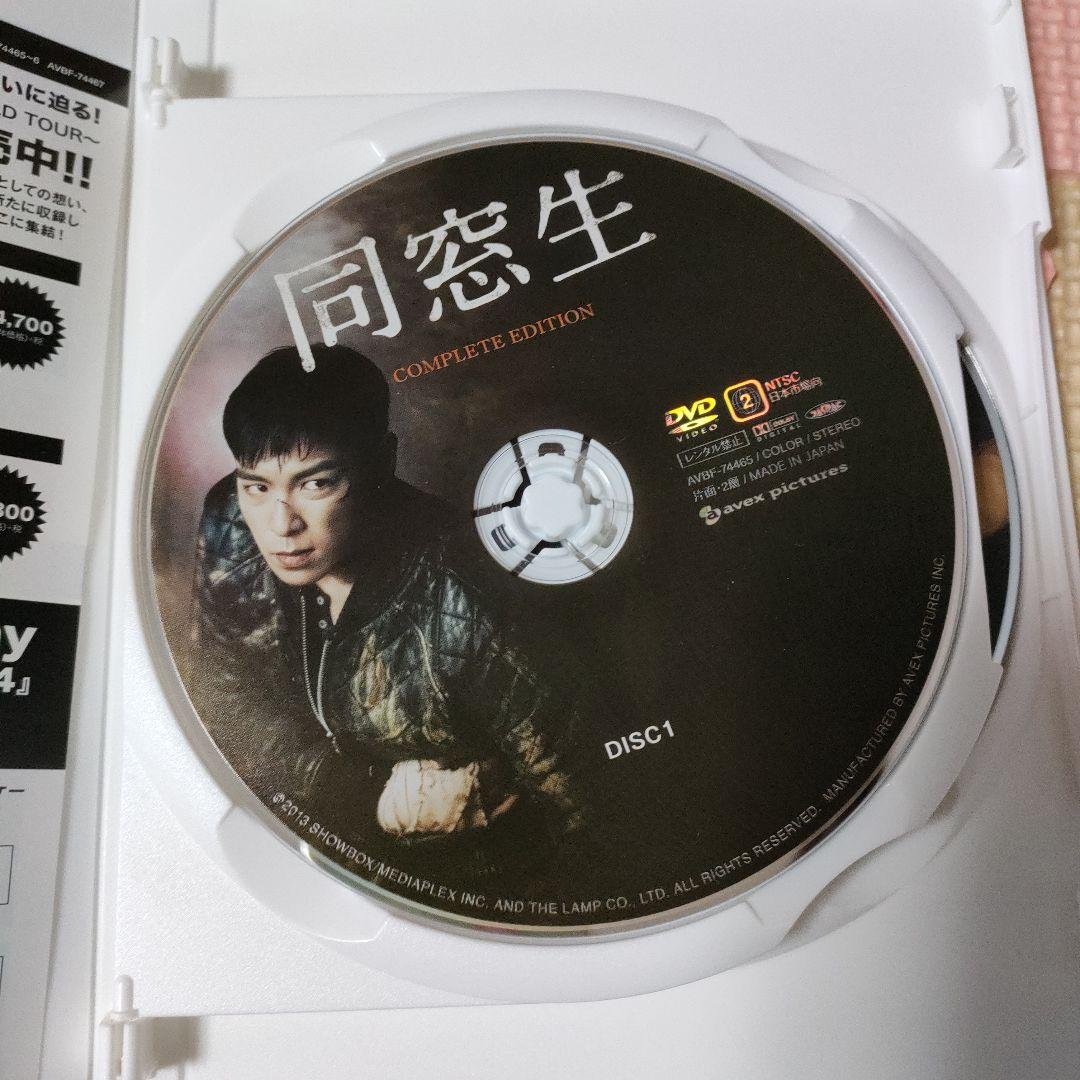 74465~6 AVBF-74467
いに迫る!
D TOUR~
売中!!
としての想い、
新たに収録し
こに集結!
4,700
300
4』
同窓生
COMPLETE EDITION
DVD
VIDEO
2
NTSC
日本市場向
レンタル禁止
DOLBY
DIGITAL
AVBF-74465 / COLOR / STEREO
片面・2層 / MADE IN JAPAN
avex pictures
DISC 1
©2013 SHOWBOX/MEDIAPLEX INC. AND THE LAMP CO., LTD. ALL RIGHTS RESERVED. MANUFACTURED BY AVEX PICTURES INC.